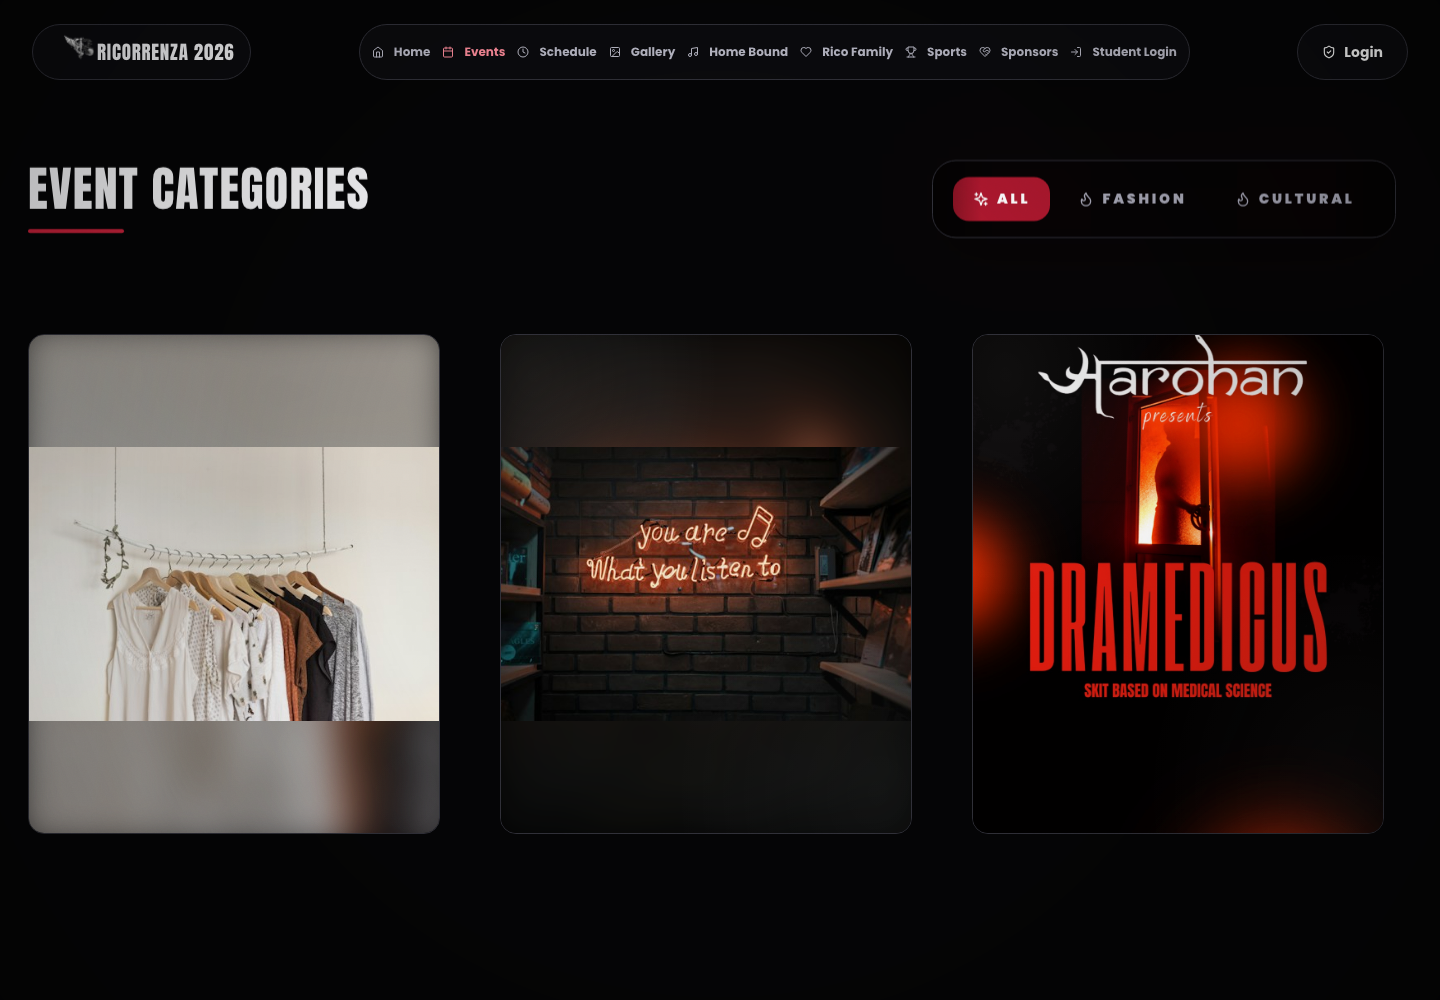 RICORRENZA 2026
Home Events Schedule Gallery Home Bound Rico Family Sports Sponsors Student Login
Login
EVENT CATEGORIES
ALL FASHION CULTURAL
you are
What you listen to
Aarohan
presents
DRAMEDICUS
SKIT BASED ON MEDICAL SCIENCE